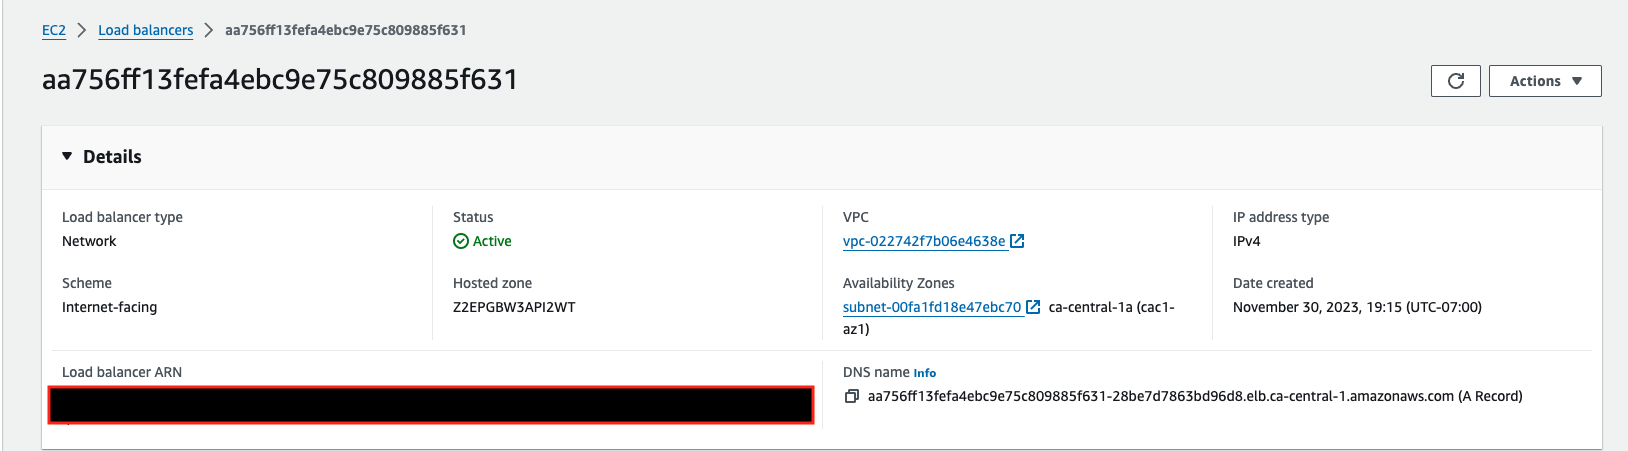 EC2 > Load balancers > aa756ff13fefa4ebc9e75c809885f631
aa756ff13fefa4ebc9e75c809885f631
Actions
Details
Load balancer type
Network
Status
Active
VPC
vpc-022742f7b06e4638e
IP address type
IPv4
Scheme
Internet-facing
Hosted zone
Z2EPGBW3API2WT
Availability Zones
subnet-00fa1fd18e47ebc70 ca-central-1a (cac1-
az1)
Date created
November 30, 2023, 19:15 (UTC-07:00)
Load balancer ARN
DNS name Info
aa756ff13fefa4ebc9e75c809885f631-28be7d7863bd96d8.elb.ca-central-1.amazonaws.com (A Record)